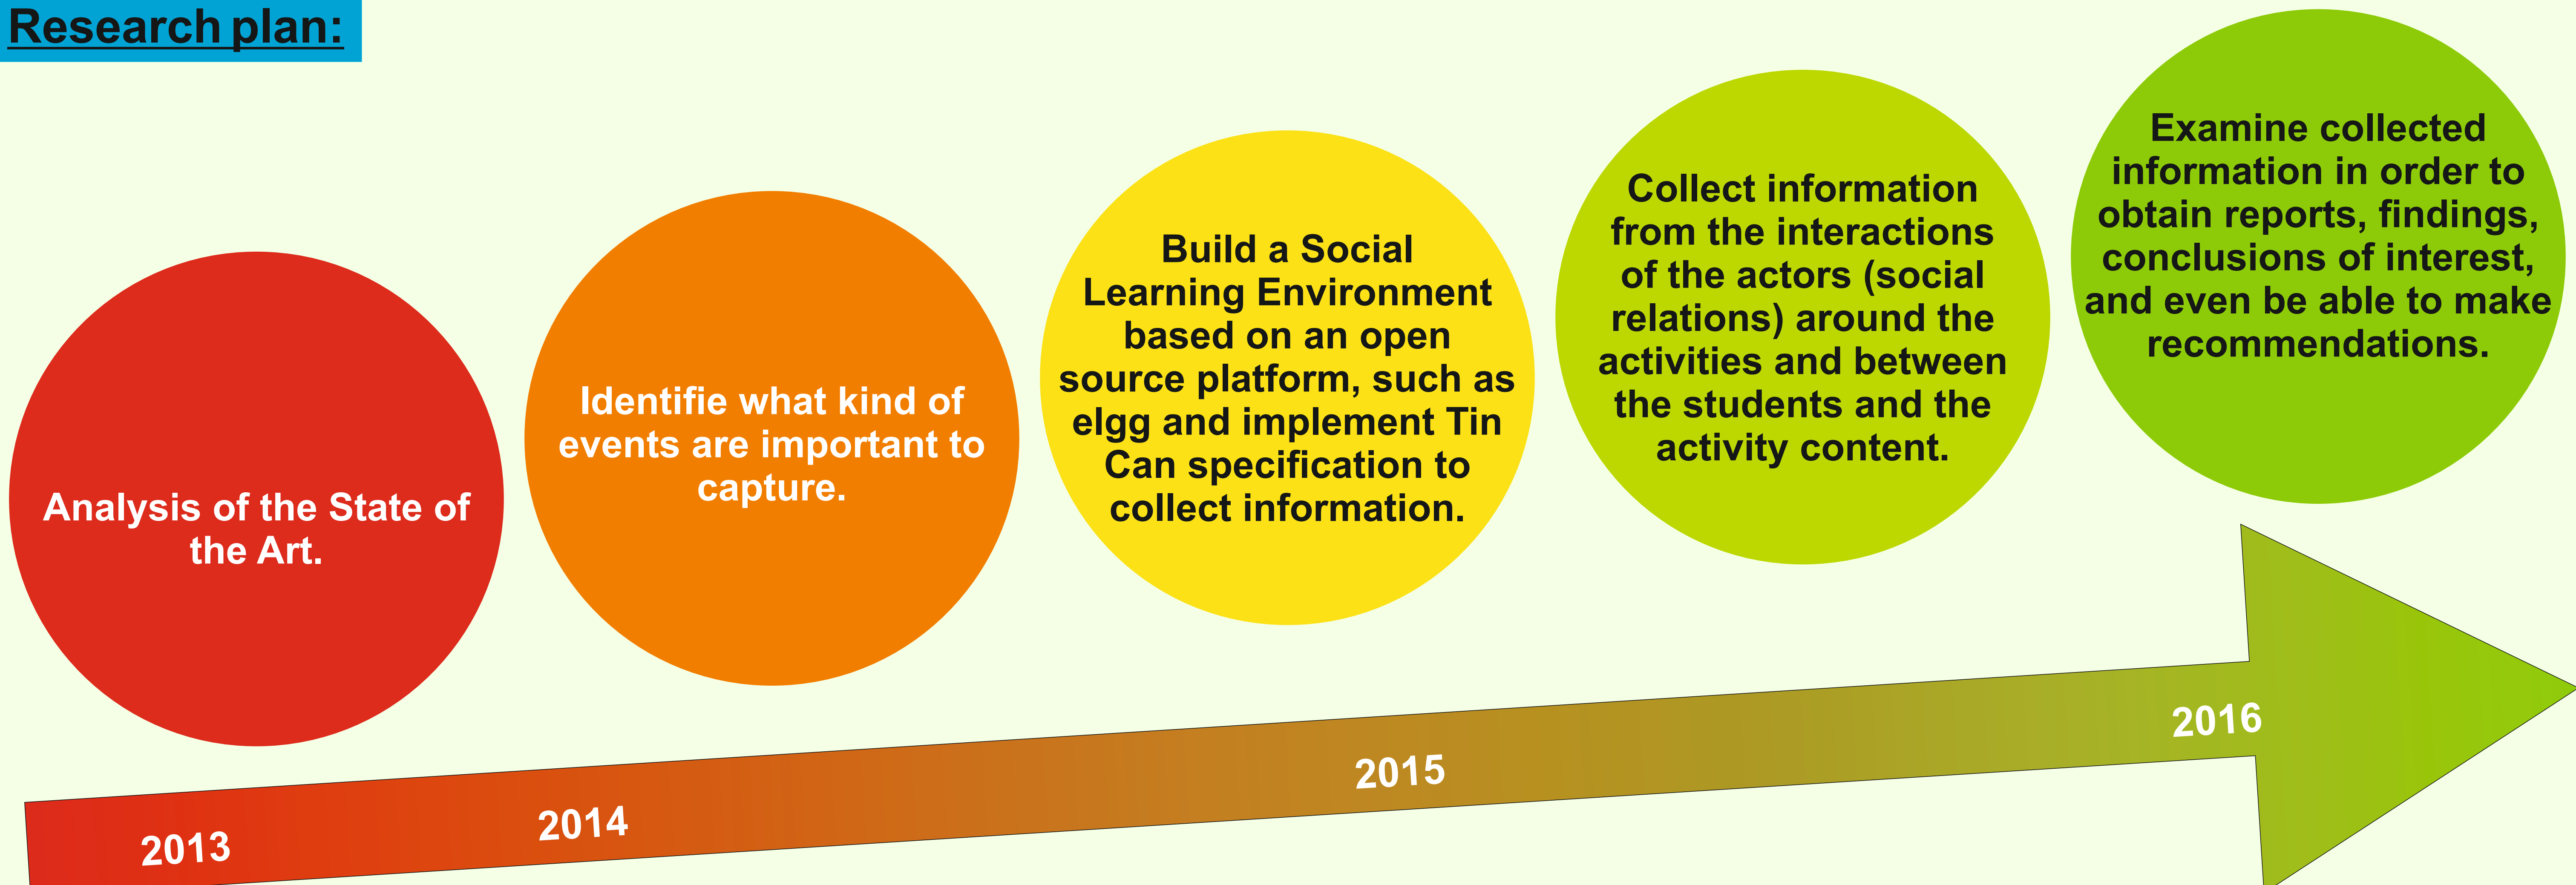 Research plan:
Analysis of the State of
the Art.
Identifie what kind of
events are important to
capture.
Build a Social
Learning Environment
based on an open
source platform, such as
elgg and implement Tin
Can specification to
collect information.
Collect information
from the interactions
of the actors (social
relations) around the
activities and between
the students and the
activity content.
Examine collected
information in order to
obtain reports, findings,
conclusions of interest,
and even be able to make
recommendations.
2013
2014
2015
2016